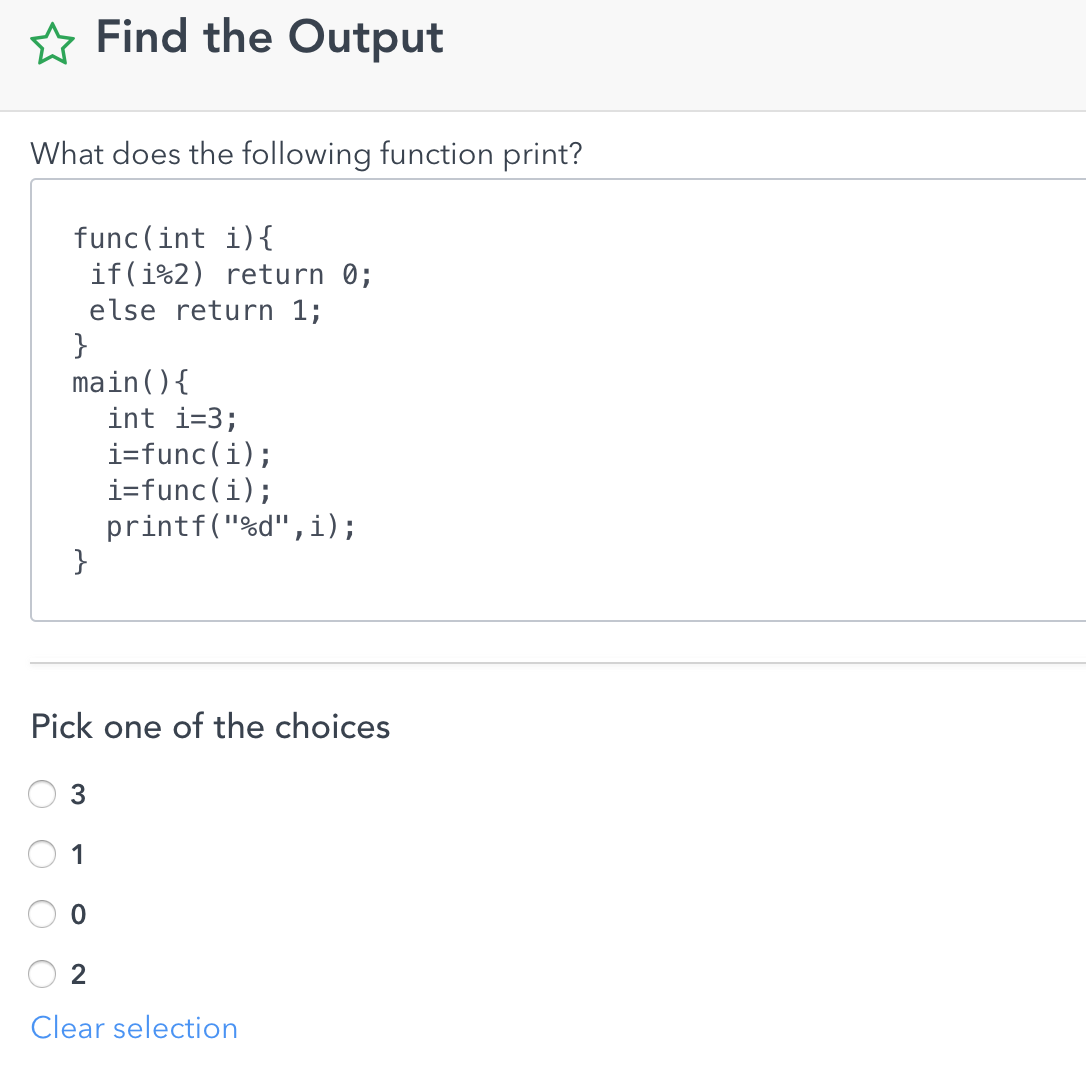 Find the Output
What does the following function print?
func(int i){
 if(i%2) return 0;
 else return 1;
}
main(){
  int i=3;
  i=func(i);
  i=func(i);
  printf("%d",i);
}
Pick one of the choices
3
1
0
2
Clear selection